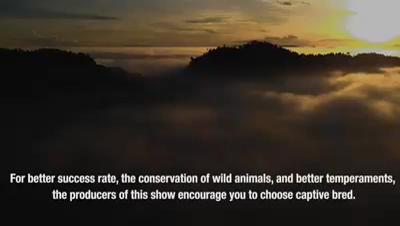 For better success rate, the conservation of wild animals, and better temperaments,
the producers of this show encourage you to choose captive bred.